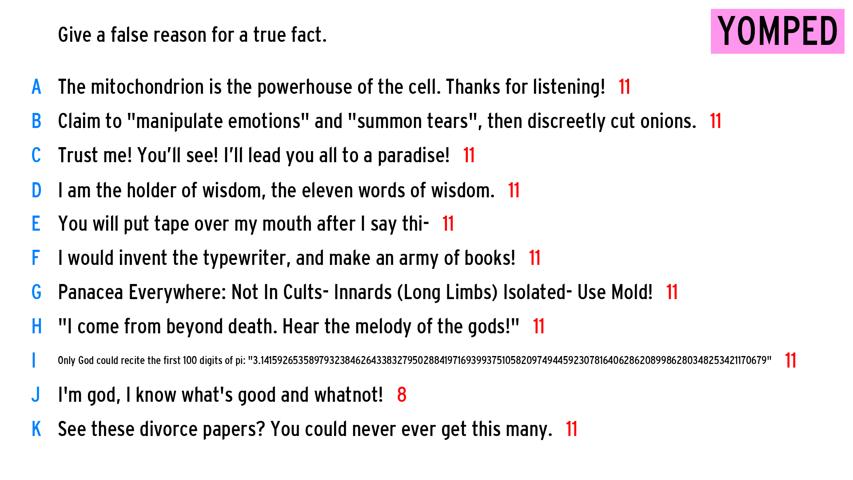 Give a false reason for a true fact.
YOMPED
A The mitochondrion is the powerhouse of the cell. Thanks for listening! 11
B Claim to "manipulate emotions" and "summon tears", then discreetly cut onions. 11
C Trust me! You'll see! I'll lead you all to a paradise! 11
D I am the holder of wisdom, the eleven words of wisdom. 11
E You will put tape over my mouth after I say thi- 11
F I would invent the typewriter, and make an army of books! 11
G Panacea Everywhere: Not In Cults- Innards (Long Limbs) Isolated- Use Mold! 11
H "I come from beyond death. Hear the melody of the gods!" 11
I Only God could recite the first 100 digits of pi: "3.1415926535897932384626433832795028841971693993751058209749445923078164062862089986280348253421170679" 11
J I'm god, I know what's good and whatnot! 8
K See these divorce papers? You could never ever get this many. 11